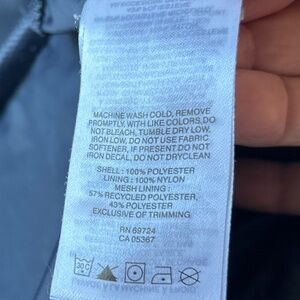 MACHINE WASH COLD, REMOVE
PROMPTLY, WITH LIKE COLORS, DO
NOT BLEACH, TUMBLE DRY LOW,
IRON LOW, DO NOT USE FABRIC
SOFTENER, IF PRESENT DO NOT
IRON DECAL, DO NOT DRYCLEAN
SHELL : 100% POLYESTER
LINING : 100% NYLON
MESH LINING :
57% RECYCLED POLYESTER,
43% POLYESTER
EXCLUSIVE OF TRIMMING
RN 69724
CA 05367